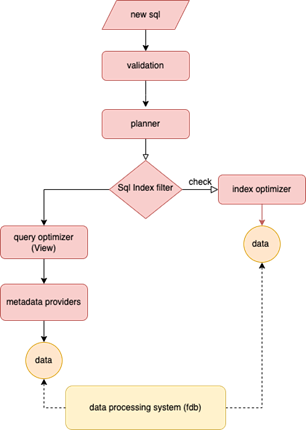 new sql
validation
planner
Sql Index filter
check
index optimizer
query optimizer
(View)
data
metadata providers
data
data processing system (fdb)